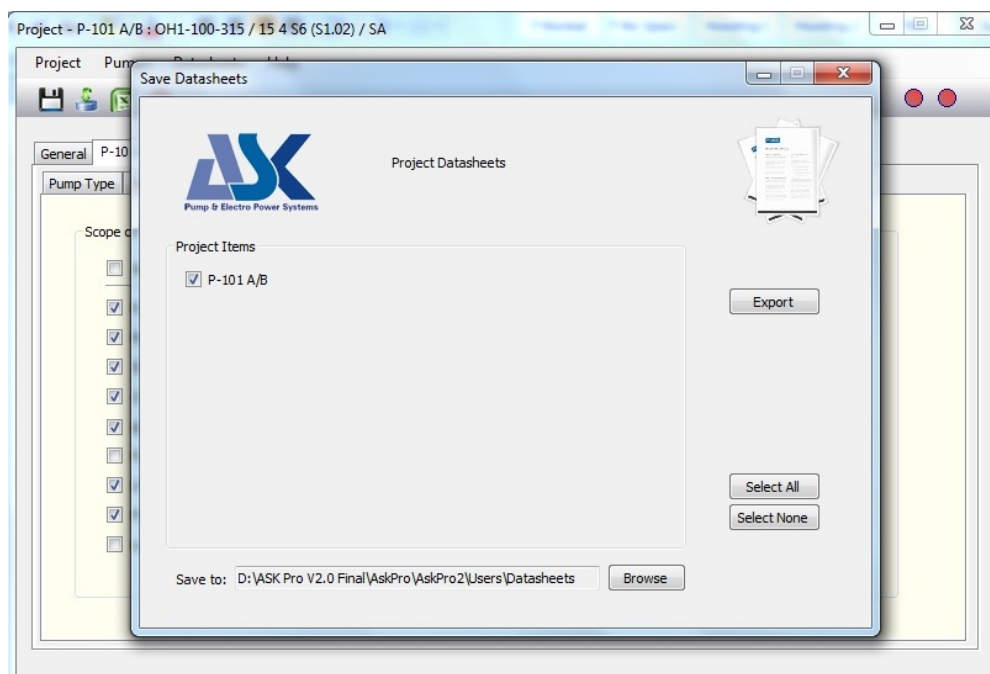 Project - P-101 A/B : OH1-100-315 / 15 4 S6 (S1.02) / SA
Project
Save Datasheets
ASK
Pump & Electro Power Systems
Project Datasheets
General
Pump Type
Project Items
P-101 A/B
Export
Select All
Select None
Save to: D:\ASK Pro V2.0 Final\AskPro\AskPro2\Users\Datasheets Browse